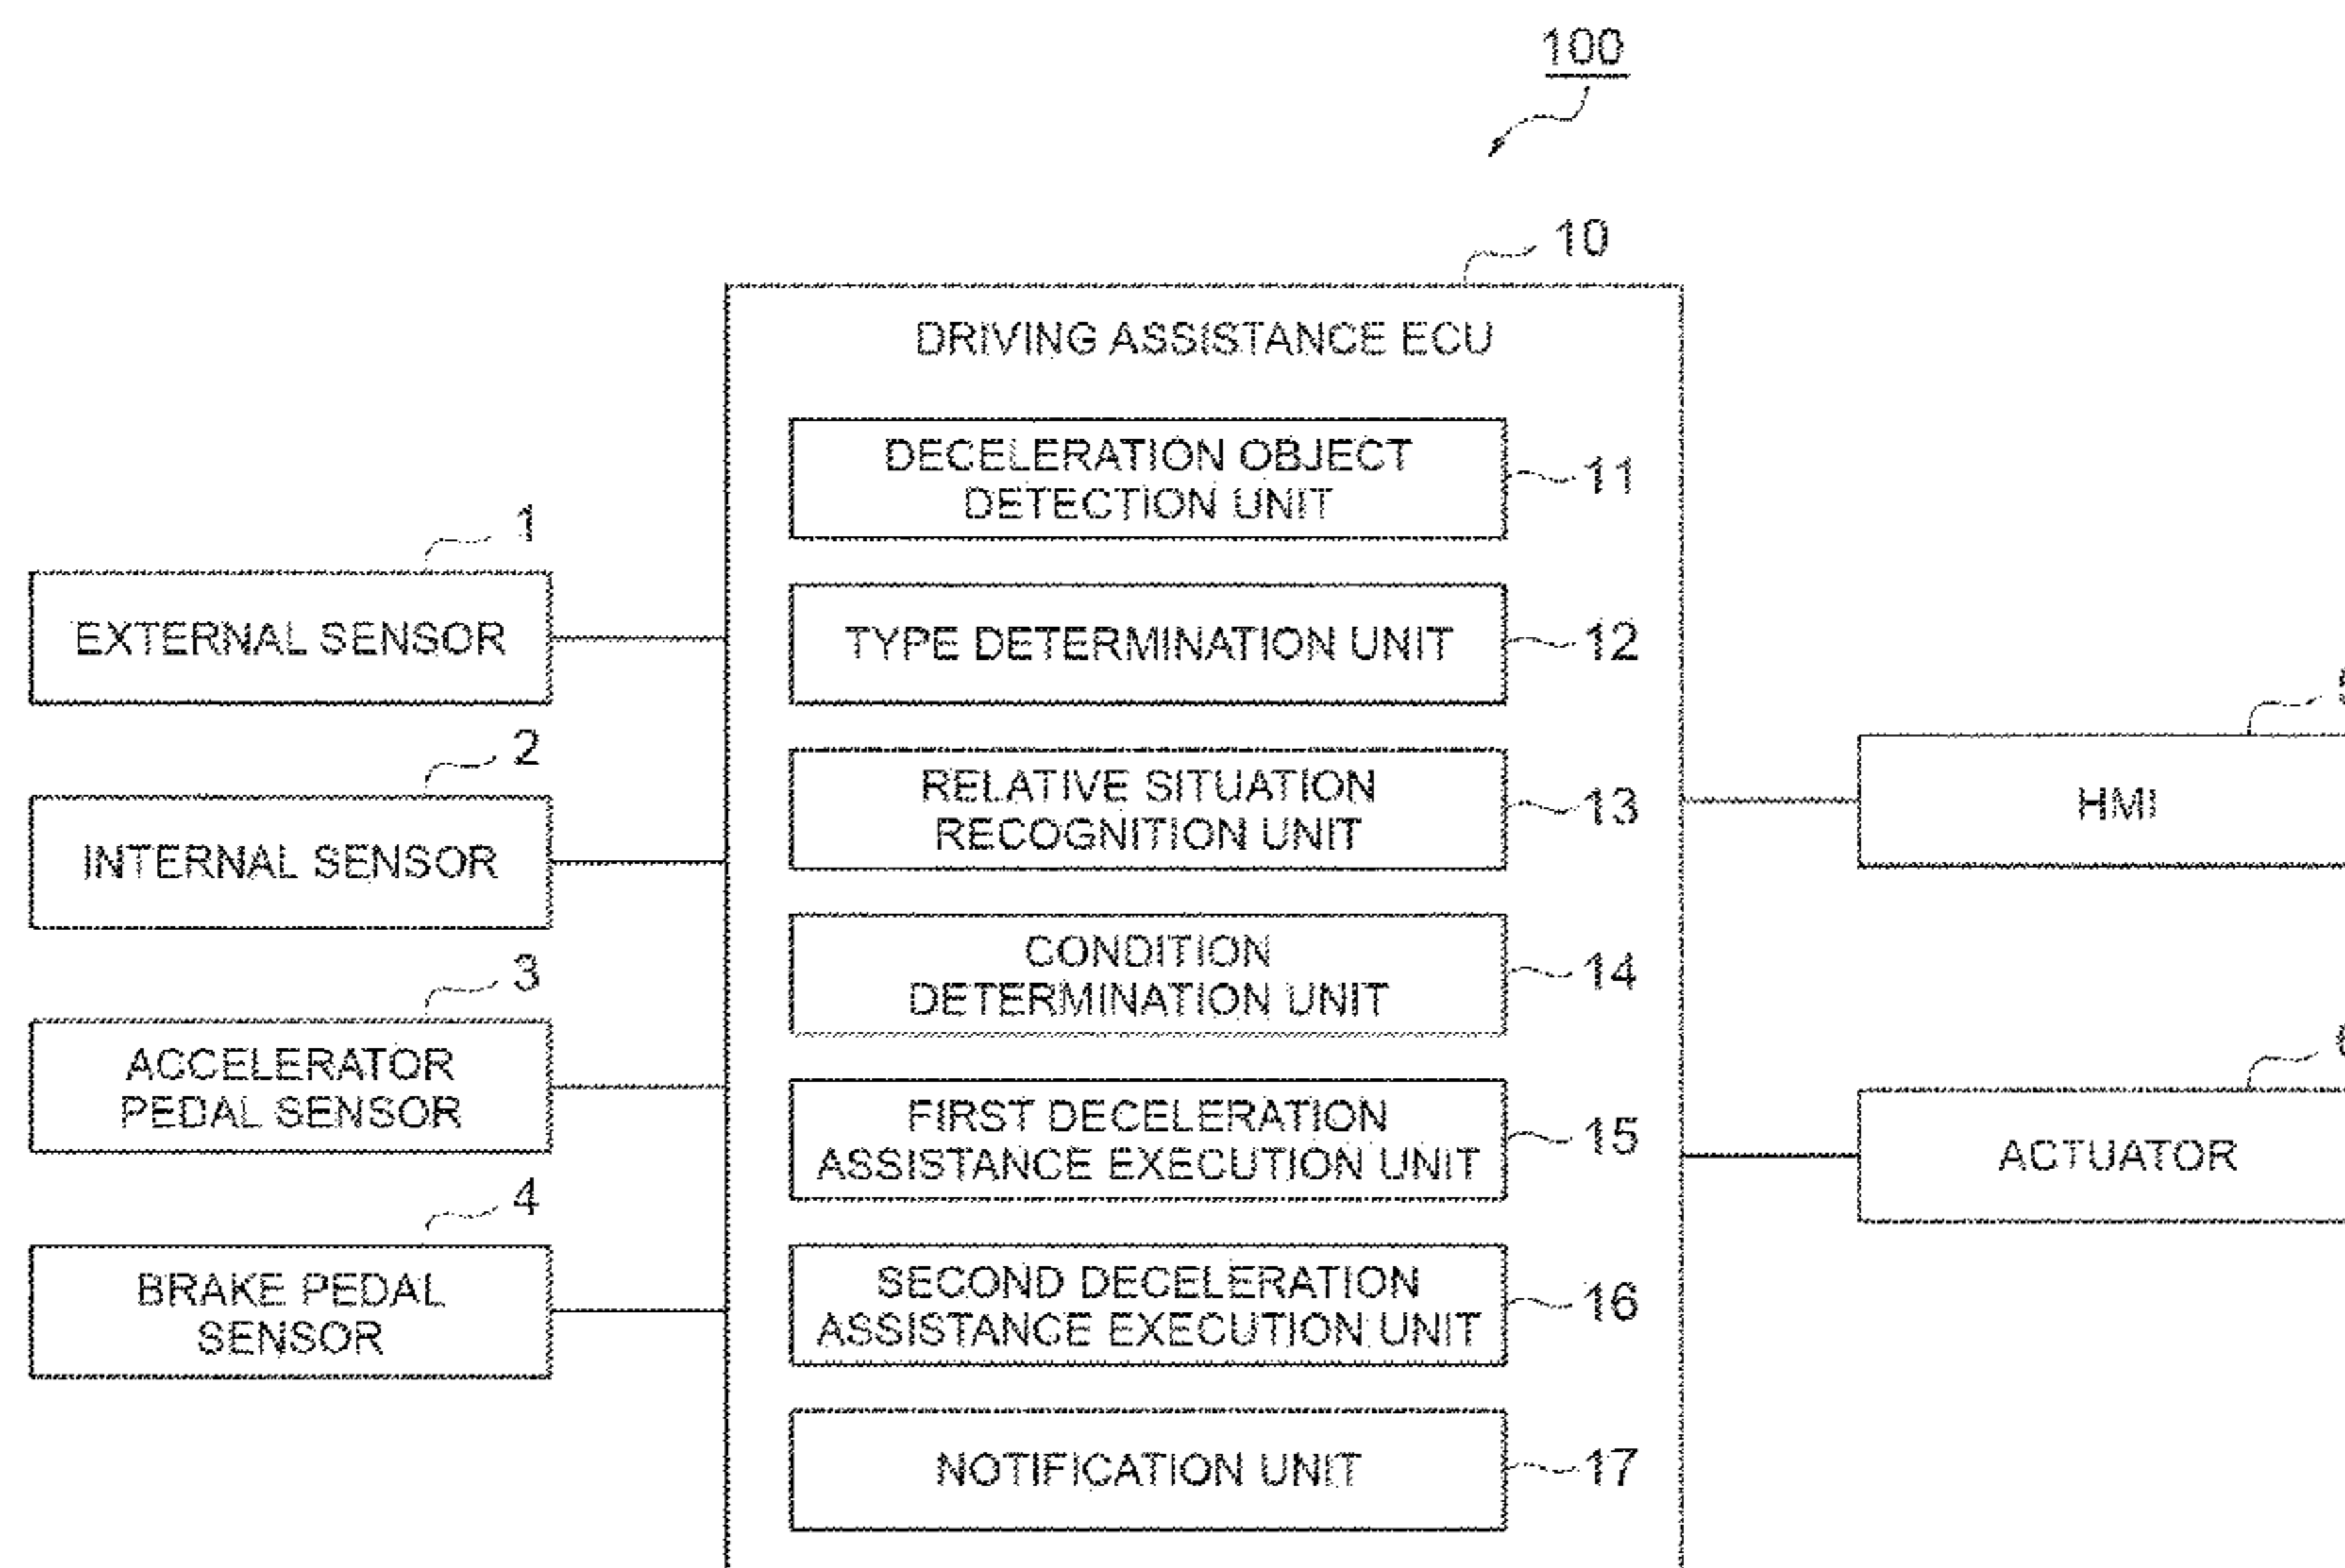 100
10
DRIVING ASSISTANCE ECU
DECELERATION OBJECT
DETECTION UNIT
11
1
EXTERNAL SENSOR
TYPE DETERMINATION UNIT
12
2
INTERNAL SENSOR
RELATIVE SITUATION
RECOGNITION UNIT
13
HMI
3
ACCELERATOR
PEDAL SENSOR
CONDITION
DETERMINATION UNIT
14
FIRST DECELERATION
ASSISTANCE EXECUTION UNIT
15
ACTUATOR
4
BRAKE PEDAL
SENSOR
SECOND DECELERATION
ASSISTANCE EXECUTION UNIT
16
NOTIFICATION UNIT
17